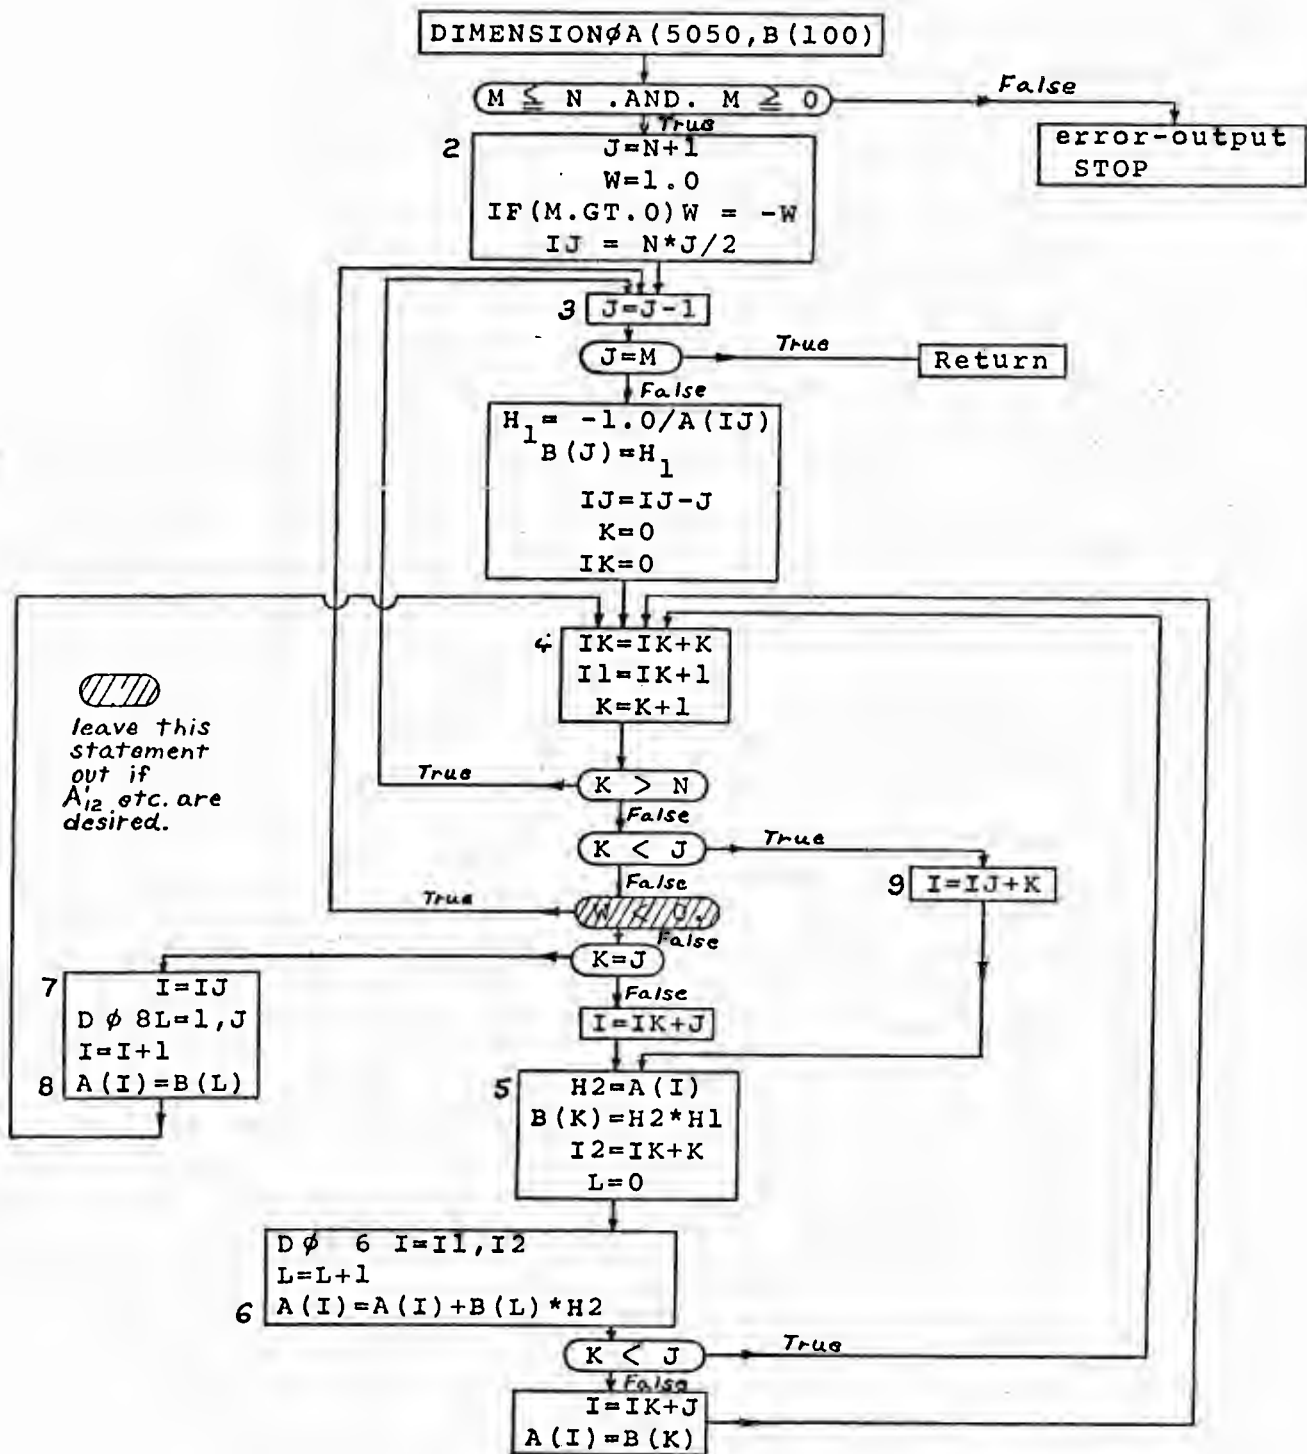 DIMENSIONØA(5050,B(100)
M ≦ N .AND. M ≧ 0
False
error-output
STOP
True
2
J=N+1
W=1.0
IF(M.GT.0)W = -W
IJ = N*J/2
3
J=J-1
J=M
True
Return
False
H1= -1.0/A(IJ)
B(J)=H1
IJ=IJ-J
K=0
IK=0
4
IK=IK+K
I1=IK+1
K=K+1
leave this
statement
out if
A'12 etc. are
desired.
True
K > N
False
K < J
True
9
I=IJ+K
False
True
W < 0.
False
K=J
7
I=IJ
DØ 8L=1,J
I=I+1
8
A(I)=B(L)
False
I=IK+J
5
H2=A(I)
B(K)=H2*H1
I2=IK+K
L=0
DØ 6 I=I1,I2
L=L+1
6
A(I)=A(I)+B(L)*H2
K < J
True
False
I=IK+J
A(I)=B(K)